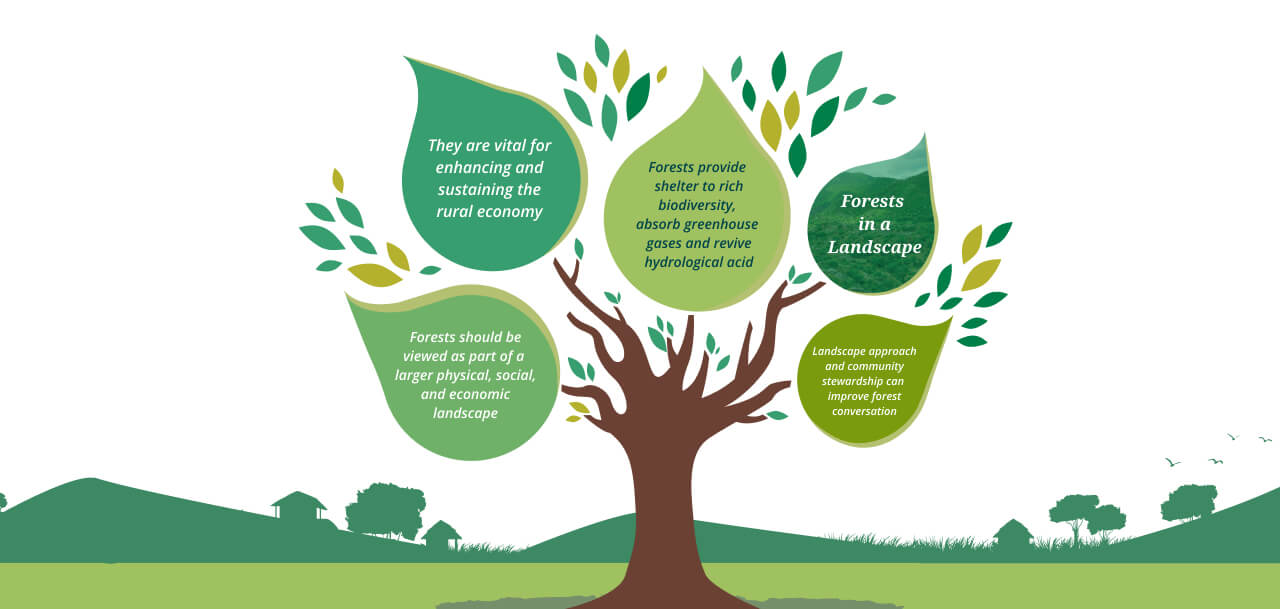 They are vital for
enhancing and
sustaining the
rural economy
Forests provide
shelter to rich
biodiversity,
absorb greenhouse
gases and revive
hydrological acid
Forests
in a
Landscape
Forests should be
viewed as part of a
larger physical, social,
and economic
landscape
Landscape approach
and community
stewardship can
improve forest
conversation